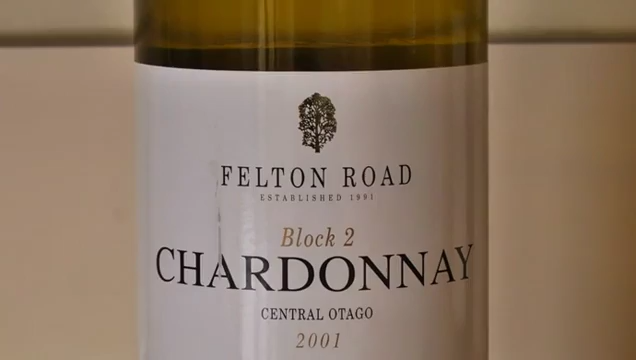 FELTON ROAD
ESTABLISHED 1991
Block 2
CHARDONNAY
CENTRAL OTAGO
2001